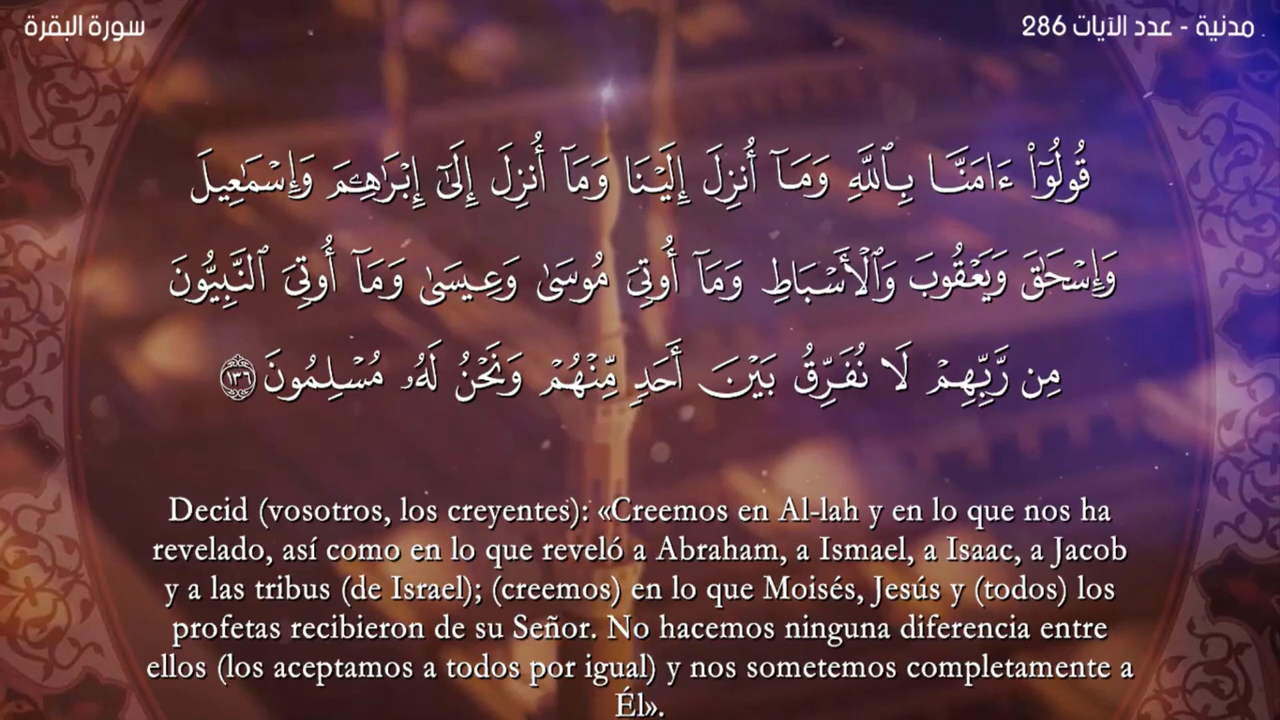 سورة البقرة
مدنية - عدد الآيات 286
قُولُوٓا۟ ءَامَنَّا بِٱللَّهِ وَمَآ أُنزِلَ إِلَيْنَا وَمَآ أُنزِلَ إِلَىٰٓ إِبْرَٰهِـۧمَ وَإِسْمَٰعِيلَ
وَإِسْحَٰقَ وَيَعْقُوبَ وَٱلْأَسْبَاطِ وَمَآ أُوتِىَ مُوسَىٰ وَعِيسَىٰ وَمَآ أُوتِىَ ٱلنَّبِيُّونَ
مِن رَّبِّهِمْ لَا نُفَرِّقُ بَيْنَ أَحَدٍ مِّنْهُمْ وَنَحْنُ لَهُۥ مُسْلِمُونَ ١٣٦
Decid (vosotros, los creyentes): «Creemos en Al-lah y en lo que nos ha
revelado, así como en lo que reveló a Abraham, a Ismael, a Isaac, a Jacob
y a las tribus (de Israel); (creemos) en lo que Moisés, Jesús y (todos) los
profetas recibieron de su Señor. No hacemos ninguna diferencia entre
ellos (los aceptamos a todos por igual) y nos sometemos completamente a
Él».